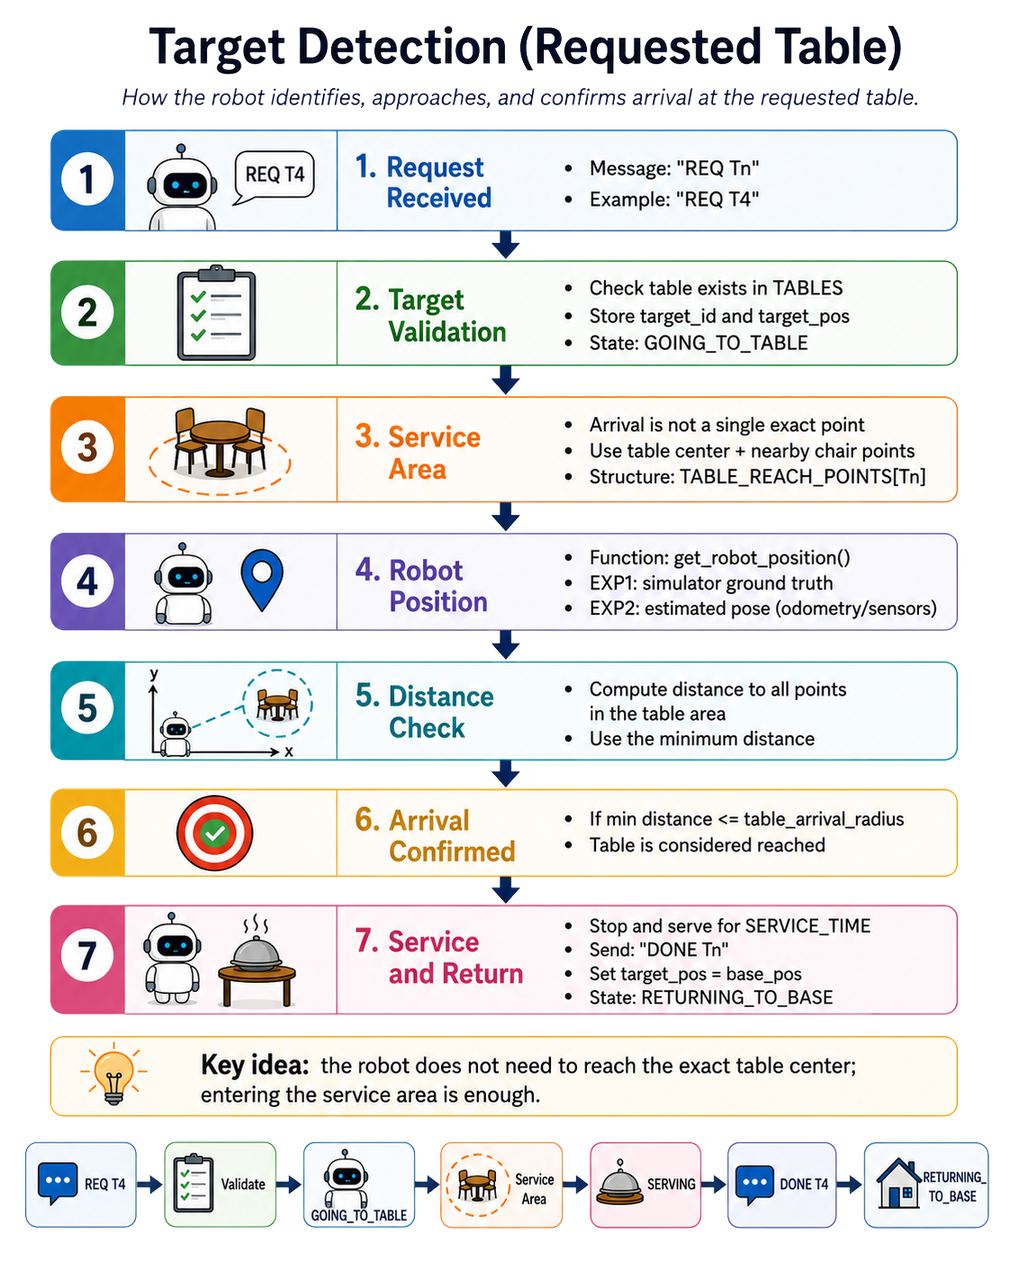 Target Detection (Requested Table)
How the robot identifies, approaches, and confirms arrival at the requested table.
1
REQ T4
1. Request
Received
• Message: "REQ Tn"
• Example: "REQ T4"
2
2. Target
Validation
• Check table exists in TABLES
• Store target_id and target_pos
• State: GOING_TO_TABLE
3
3. Service
Area
• Arrival is not a single exact point
• Use table center + nearby chair points
• Structure: TABLE_REACH_POINTS[Tn]
4
4. Robot
Position
• Function: get_robot_position()
• EXP1: simulator ground truth
• EXP2: estimated pose (odometry/sensors)
5
y
x
5. Distance
Check
• Compute distance to all points
in the table area
• Use the minimum distance
6
6. Arrival
Confirmed
• If min distance <= table_arrival_radius
• Table is considered reached
7
7. Service
and Return
• Stop and serve for SERVICE_TIME
• Send: "DONE Tn"
• Set target_pos = base_pos
• State: RETURNING_TO_BASE
Key idea: the robot does not need to reach the exact table center;
entering the service area is enough.
REQ T4
Validate
GOING_TO_TABLE
Service
Area
SERVING
DONE T4
RETURNING_
TO_BASE